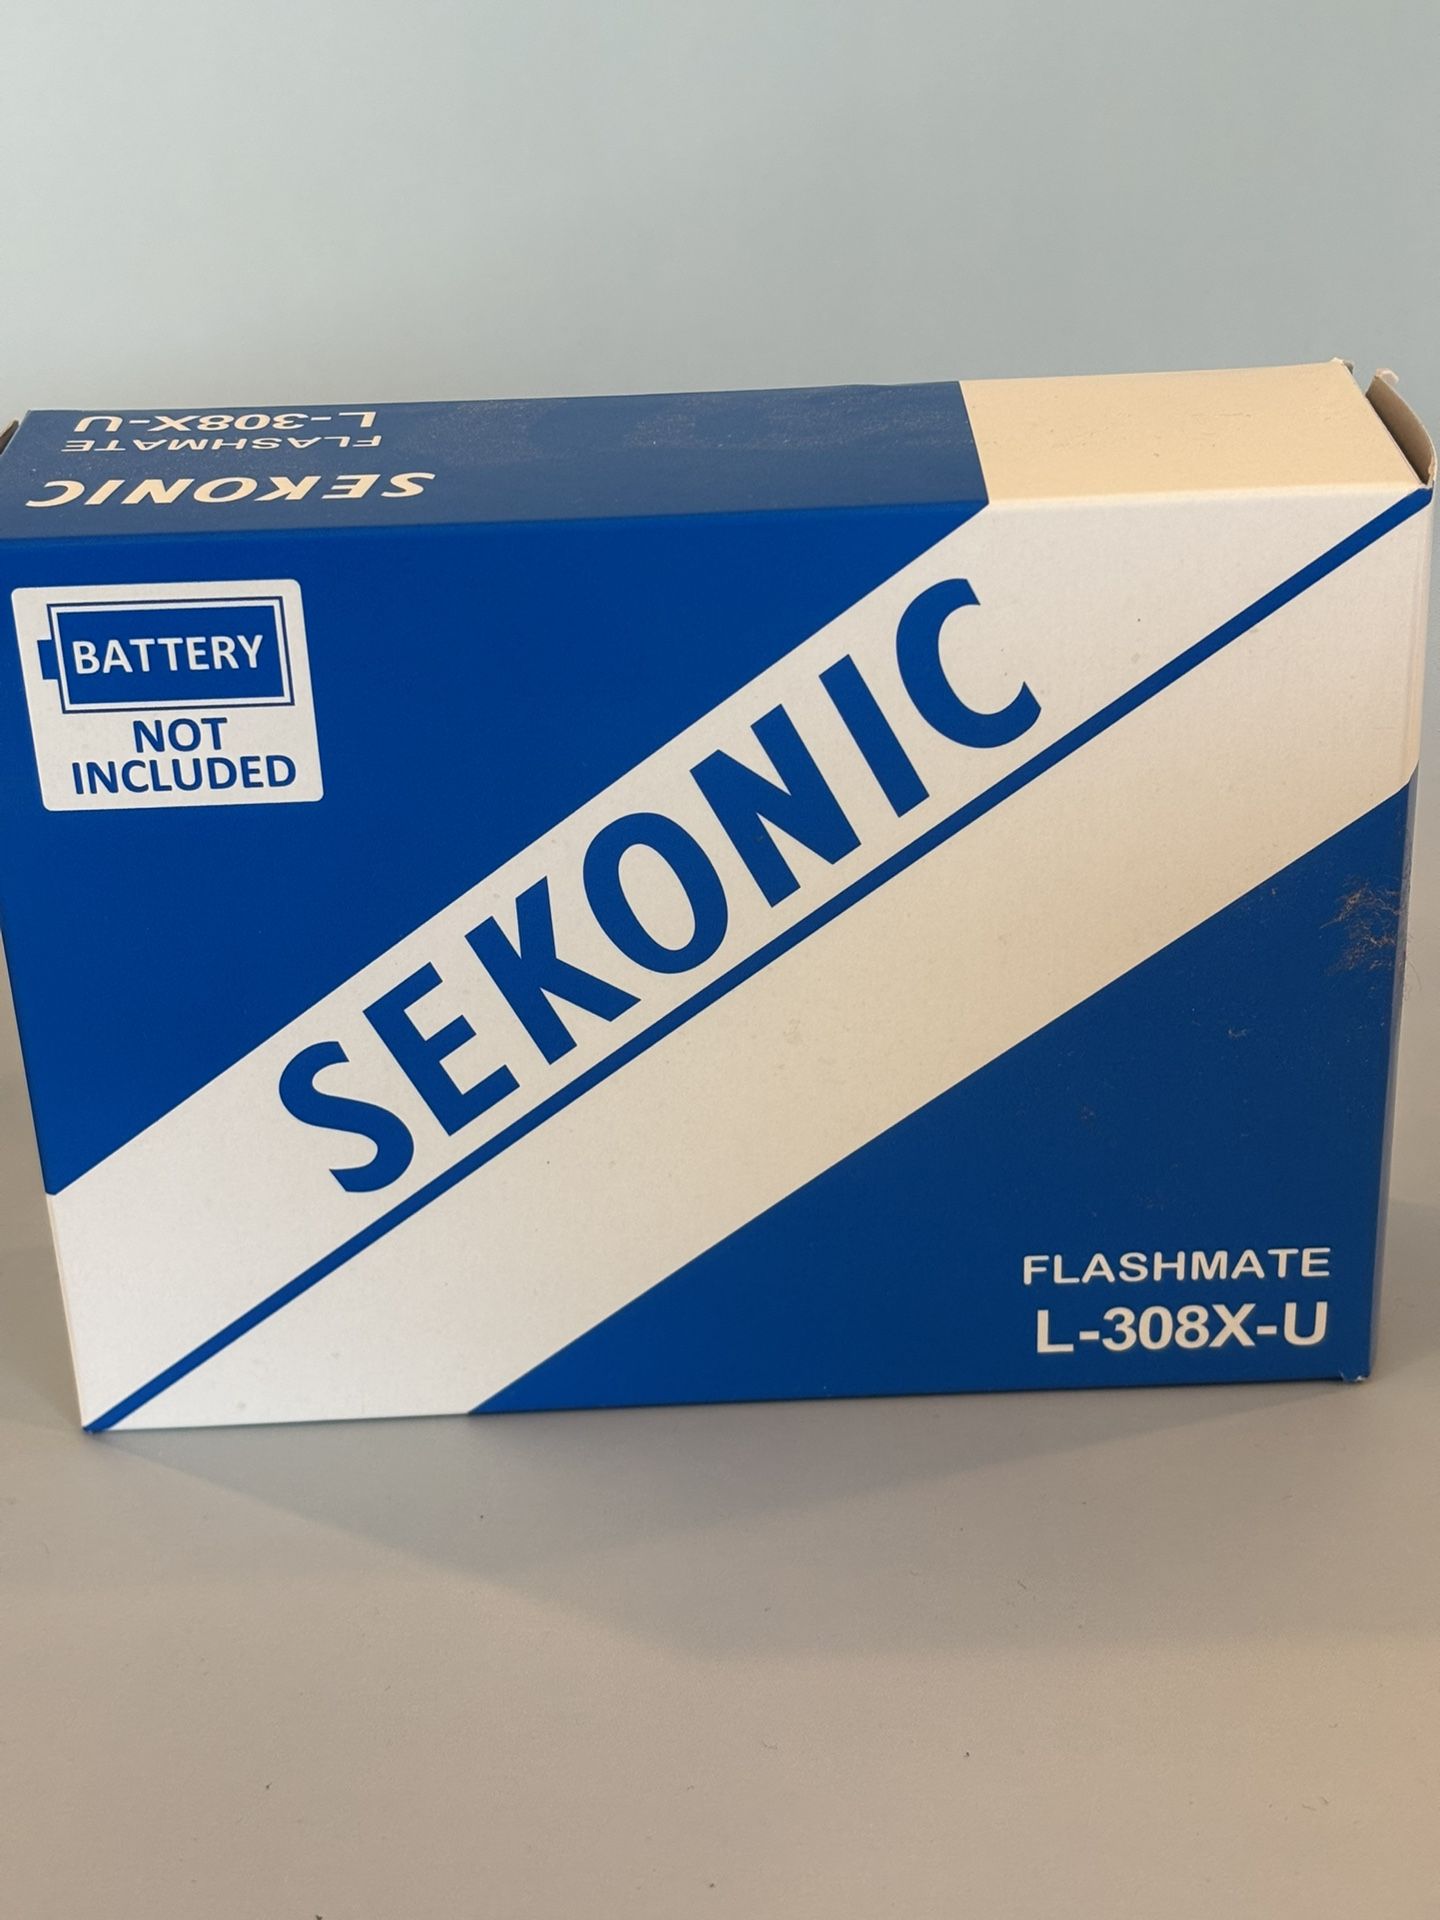 L-308X-U
FLASHMATE
SEKONIC
BATTERY
NOT
INCLUDED
SEKONIC
FLASHMATE
L-308X-U